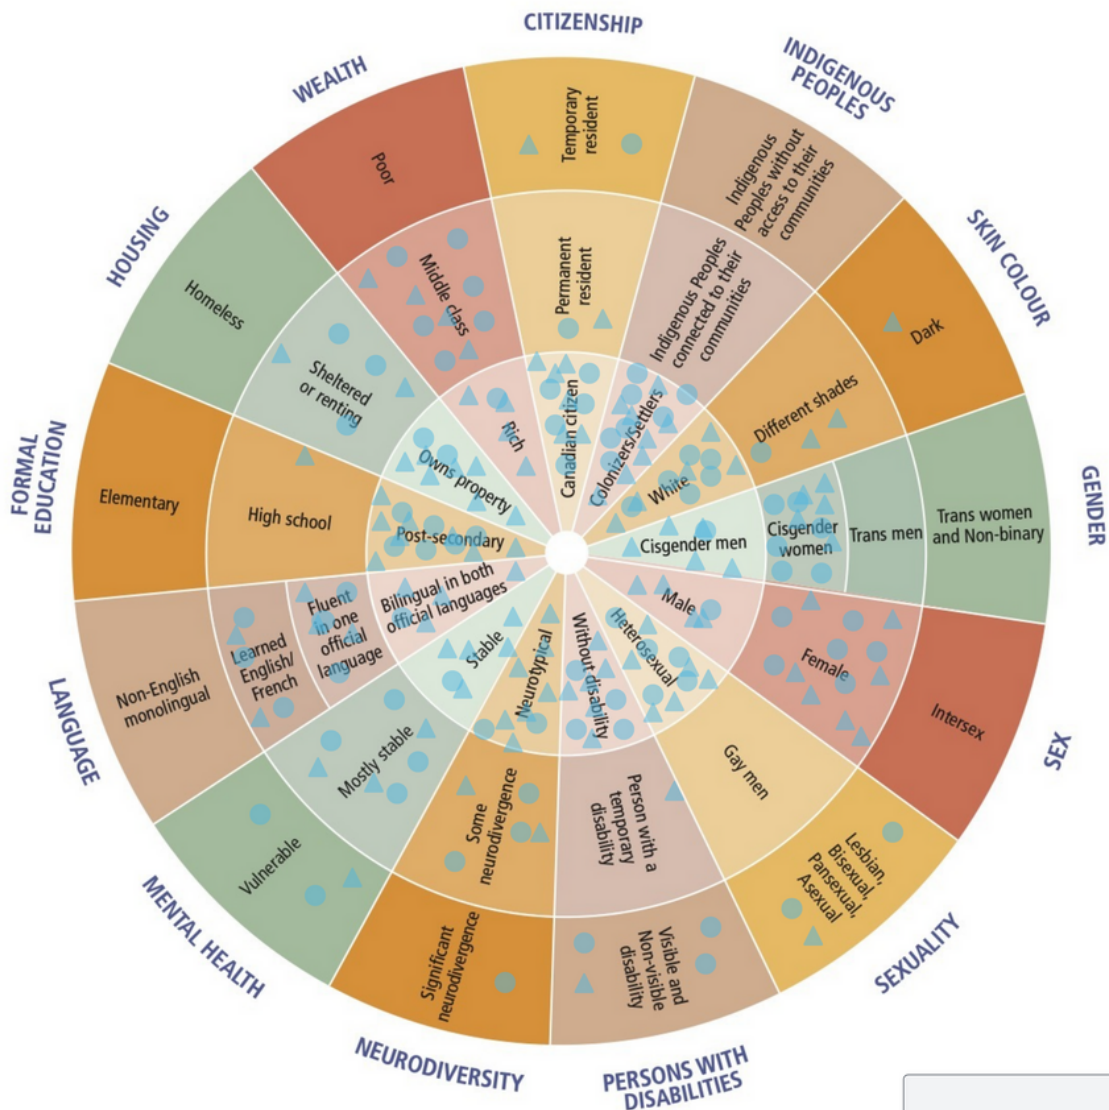 CITIZENSHIP
Temporary
resident
Permanent
resident
Canadian citizen
INDIGENOUS
PEOPLES
Indigenous
Peoples without
access to their
communities
Indigenous Peoples
connected to their
communities
Colonizers/Settlers
SKIN COLOUR
Dark
Different shades
White
GENDER
Trans women
and Non-binary
Trans men
Cisgender
women
Cisgender men
SEX
Intersex
Female
Male
SEXUALITY
Lesbian,
Bisexual,
Pansexual,
Asexual
Gay men
Heterosexual
PERSONS WITH
DISABILITIES
Visible and
Non-visible
disability
Person with a
temporary
disability
Without disability
NEURODIVERSITY
Significant
neurodivergence
Some
neurodivergence
Neurotypical
MENTAL HEALTH
Vulnerable
Mostly stable
Stable
LANGUAGE
Non-English
monolingual
Learned
English/
French
Fluent
in one
official
language
Bilingual in both
official languages
FORMAL
EDUCATION
Elementary
High school
Post-secondary
HOUSING
Homeless
Sheltered
or renting
Owns property
WEALTH
Poor
Middle class
Rich